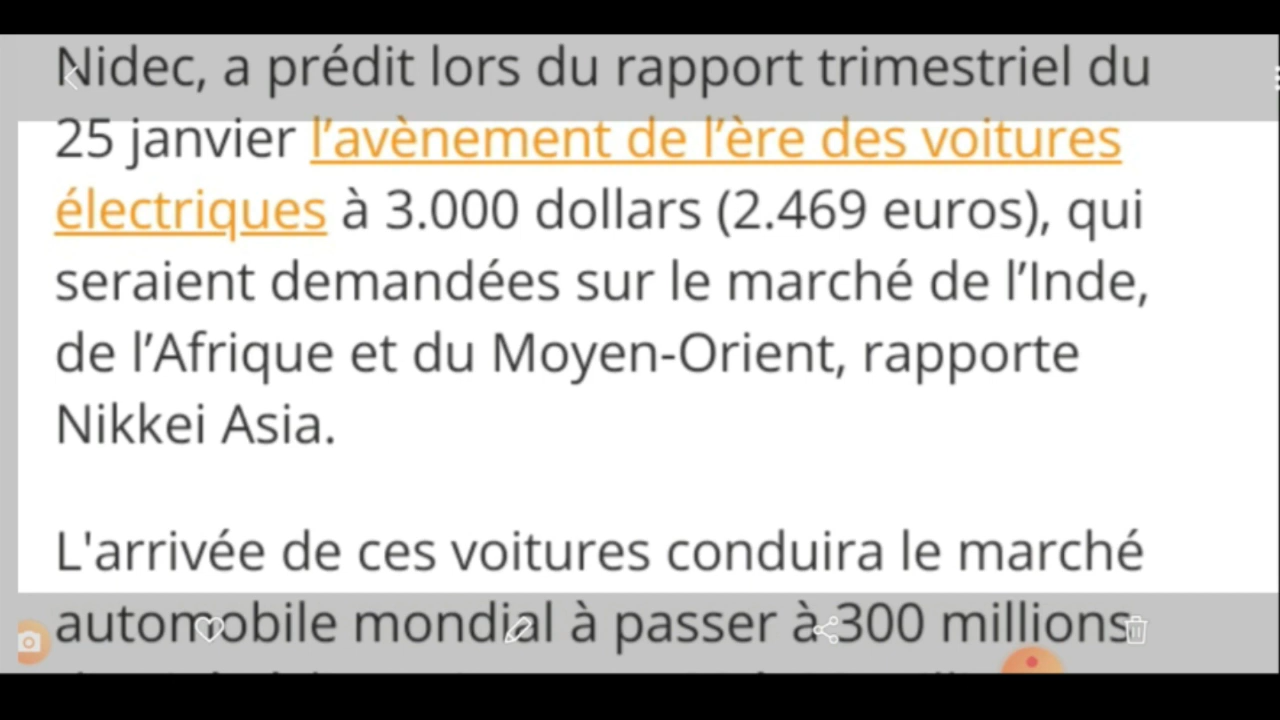 Nidec, a prédit lors du rapport trimestriel du
25 janvier l’avènement de l’ère des voitures
électriques à 3.000 dollars (2.469 euros), qui
seraient demandées sur le marché de l’Inde,
de l’Afrique et du Moyen-Orient, rapporte
Nikkei Asia.
L'arrivée de ces voitures conduira le marché
automobile mondial à passer à 300 millions